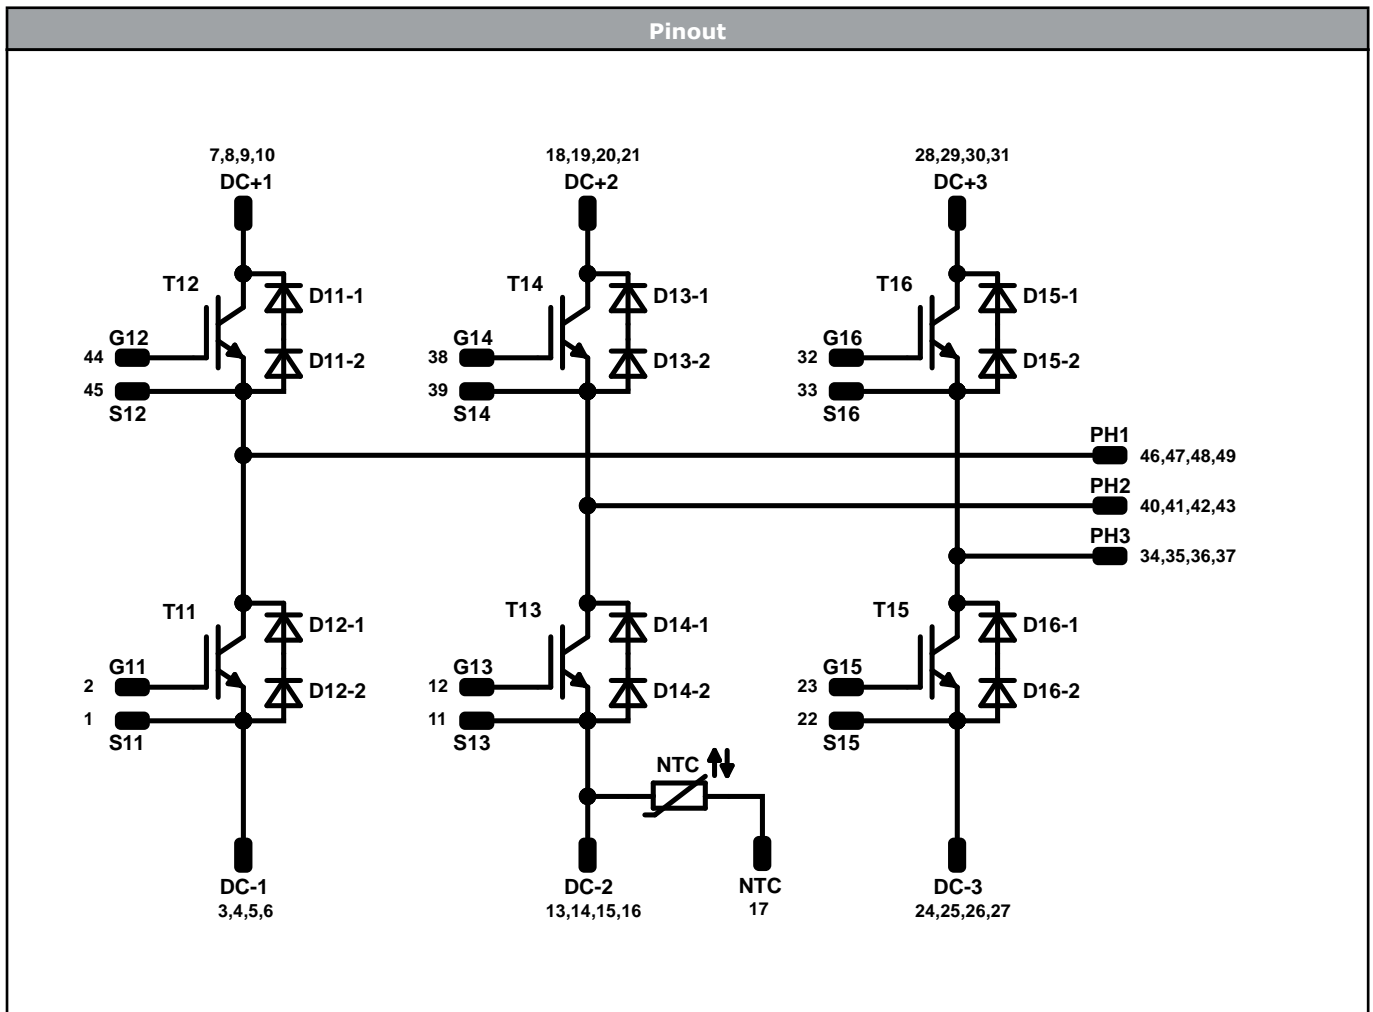 Pinout
7,8,9,10
18,19,20,21
28,29,30,31
DC+1
DC+2
DC+3
T12
T14
T16
D11-1
D13-1
D15-1
G12
G14
G16
44
38
32
D11-2
D13-2
D15-2
45
39
33
S12
S14
S16
PH1
46,47,48,49
PH2
40,41,42,43
PH3
34,35,36,37
T11
T13
T15
D12-1
D14-1
D16-1
G11
G13
G15
2
12
23
D12-2
D14-2
D16-2
1
11
22
S11
S13
S15
NTC
DC-1
DC-2
NTC
DC-3
3,4,5,6
13,14,15,16
17
24,25,26,27